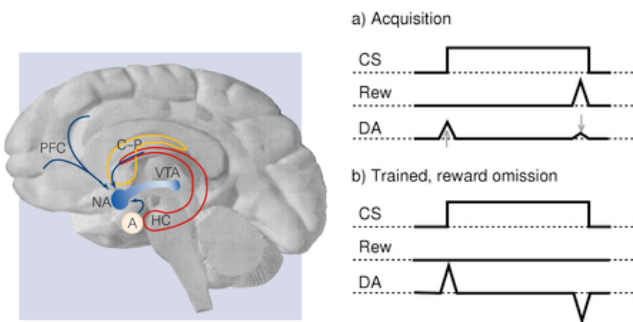 PFC
C–P
VTA
NA
A
HC
a) Acquisition
CS
Rew
DA
b) Trained, reward omission
CS
Rew
DA